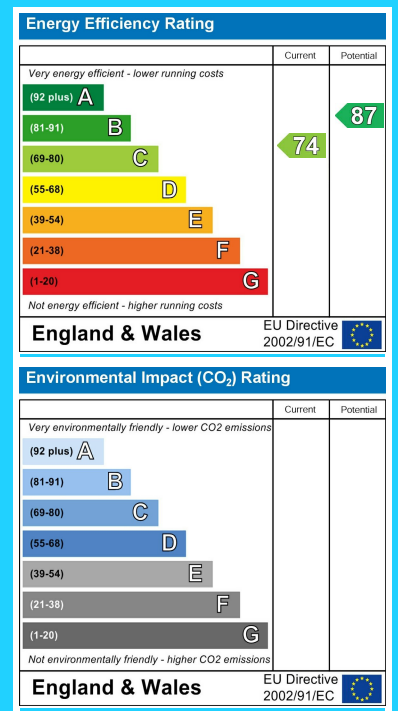 Energy Efficiency Rating
Current Potential
Very energy efficient - lower running costs
(92 plus) A
(81-91) B
(69-80) C
(55-68) D
(39-54) E
(21-38) F
(1-20) G
74
87
Not energy efficient - higher running costs
England & Wales
EU Directive
2002/91/EC
Environmental Impact (CO₂) Rating
Current Potential
Very environmentally friendly - lower CO2 emissions
(92 plus) A
(81-91) B
(69-80) C
(55-68) D
(39-54) E
(21-38) F
(1-20) G
Not environmentally friendly - higher CO2 emissions
England & Wales
EU Directive
2002/91/EC